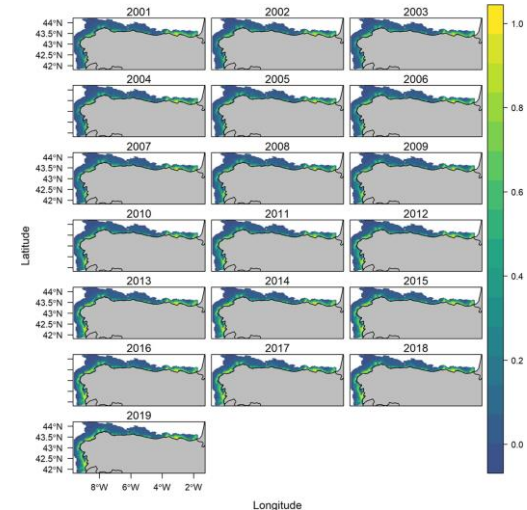 2001 2002 2003
44°N
43.5°N
43°N
42.5°N
42°N
2004 2005 2006
2007 2008 2009
44°N
43.5°N
43°N
42.5°N
42°N
2010 2011 2012
2013 2014 2015
44°N
43.5°N
43°N
42.5°N
42°N
2016 2017 2018
2019
44°N
43.5°N
43°N
42.5°N
42°N
8°W 6°W 4°W 2°W
Latitude
Longitude
1.0
0.8
0.6
0.4
0.2
0.0